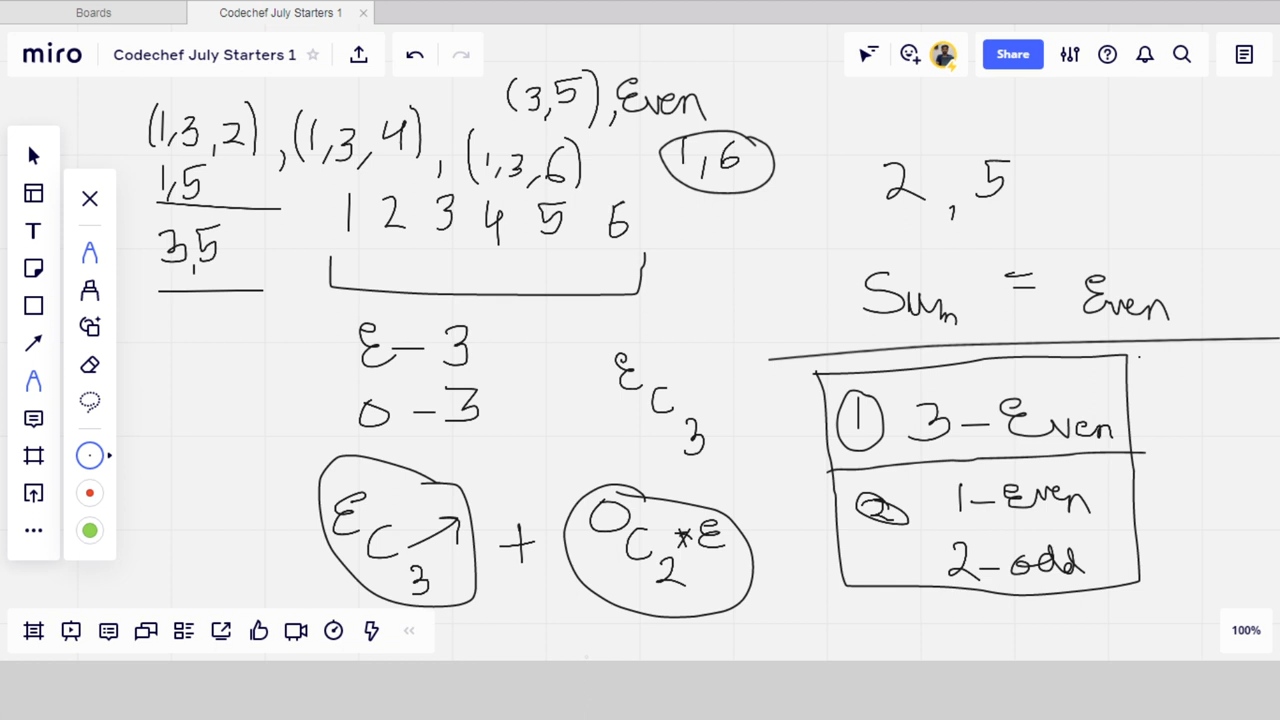 Boards
Codechef July Starters 1
miro
Codechef July Starters 1
Share
(3,5), Even
(1,3,2), (1,3,4), (1,3,6)
1,6
1,5
3,5
1 2 3 4 5 6
2, 5
Sum = Even
E - 3
O - 3
E C 3
① 3 - Even
② 1 - Even
2 - odd
E C 3 + O C 2 * E
T
100%